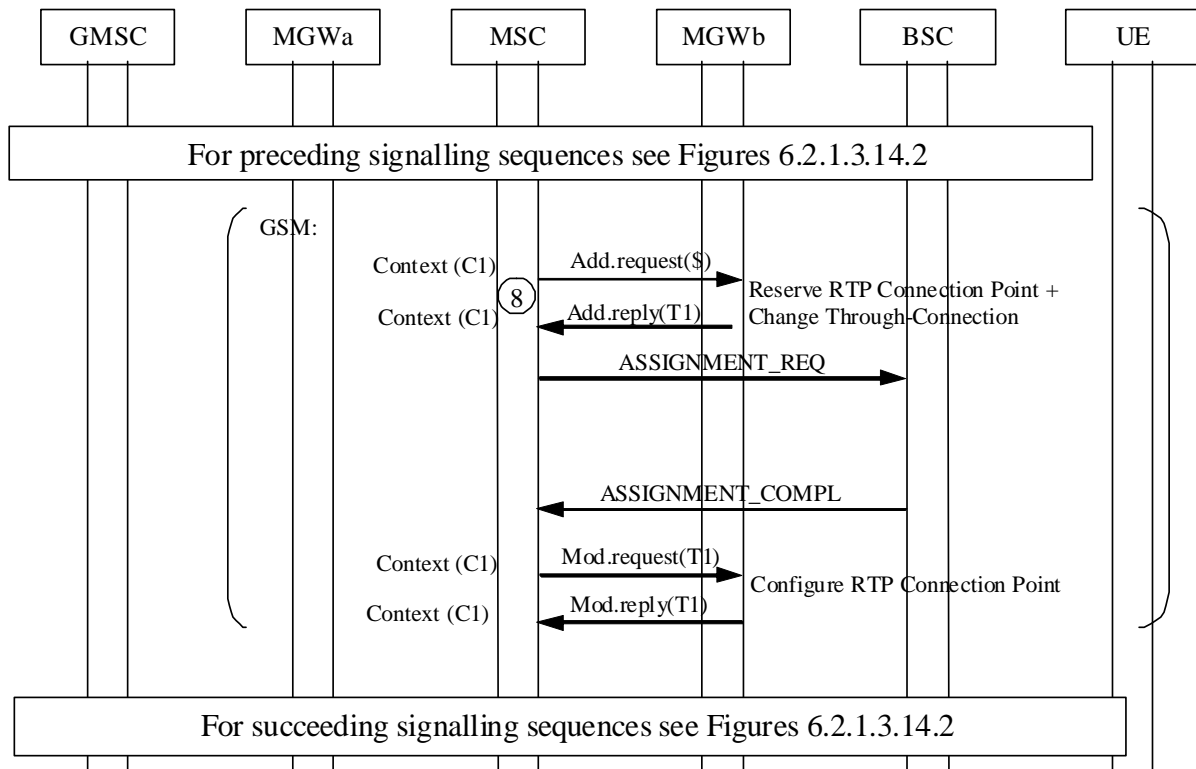 GMSC MGWa MSC MGWb BSC UE
For preceding signalling sequences see Figures 6.2.1.3.14.2
GSM:
Context (C1) Add.request($)
8
Reserve RTP Connection Point +
Change Through-Connection
Context (C1) Add.reply(T1)
ASSIGNMENT_REQ
ASSIGNMENT_COMPL
Context (C1) Mod.request(T1)
Configure RTP Connection Point
Context (C1) Mod.reply(T1)
For succeeding signalling sequences see Figures 6.2.1.3.14.2